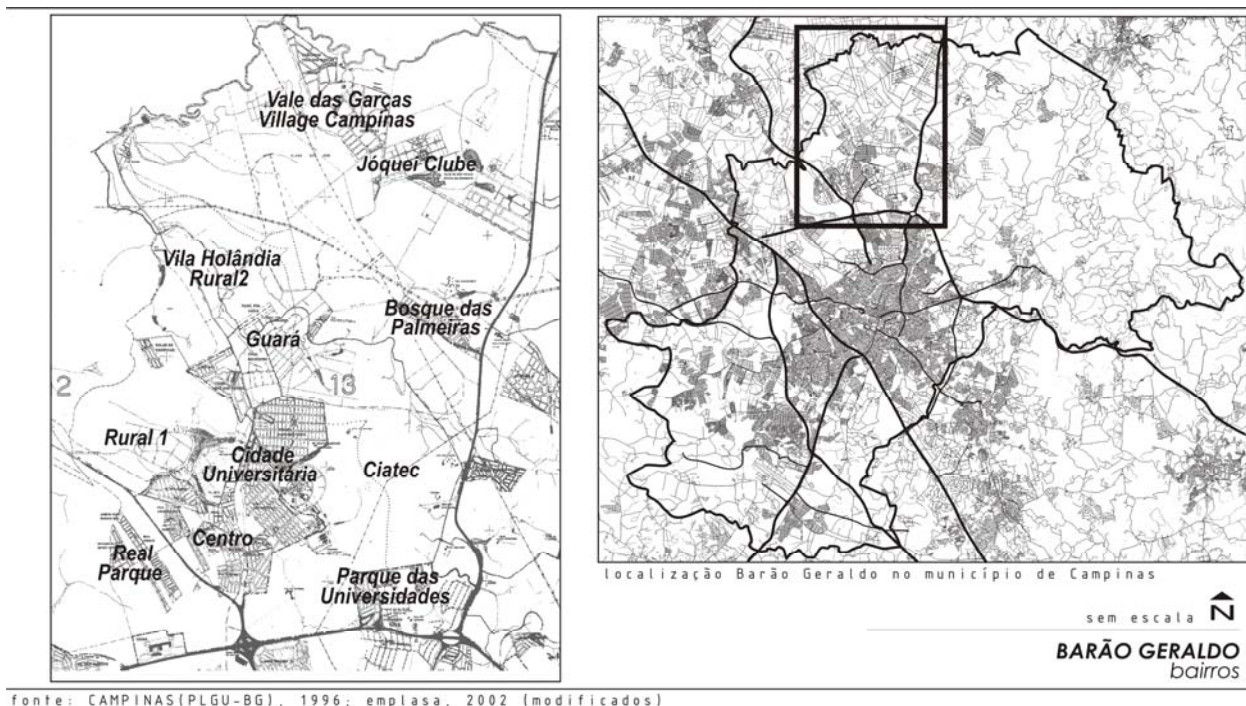 Vale das Garças
Village Campinas
Jóquei Clube
Vila Holândia
Rural2
Bosque das
Palmeiras
Guará
2
13
Rural 1
Cidade
Universitária
Ciatec
Centro
Real
Parque
Parque das
Universidades
localização Barão Geraldo no município de Campinas
sem escala
N
BARÃO GERALDO
bairros
fonte: CAMPINAS(PLGU-BG), 1996; emplasa, 2002 (modificados)